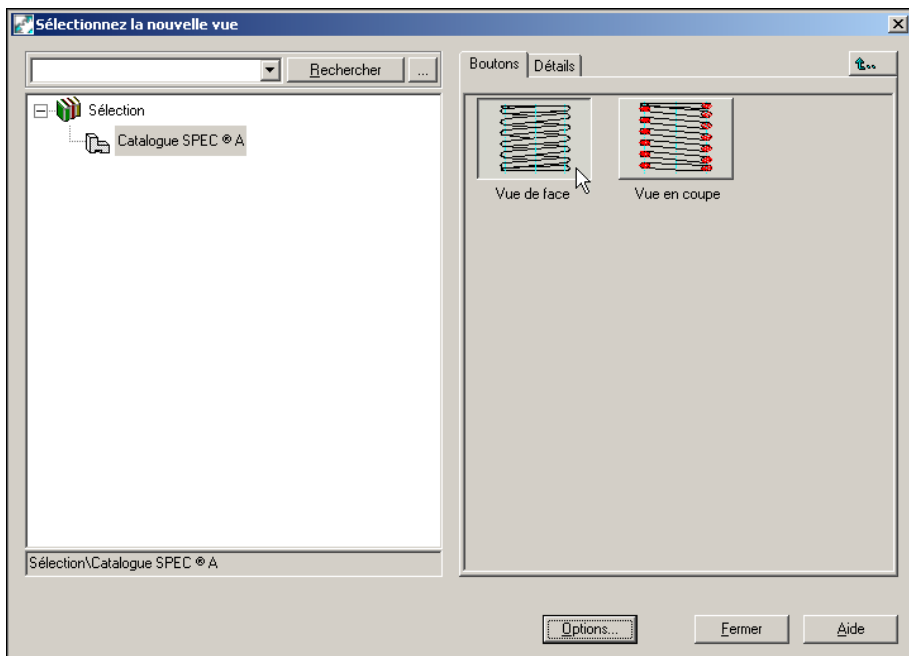 Sélectionnez la nouvelle vue
Rechercher ...
Boutons Détails
Sélection
Catalogue SPEC ® A
Vue de face Vue en coupe
Sélection\Catalogue SPEC ® A
Options... Fermer Aide